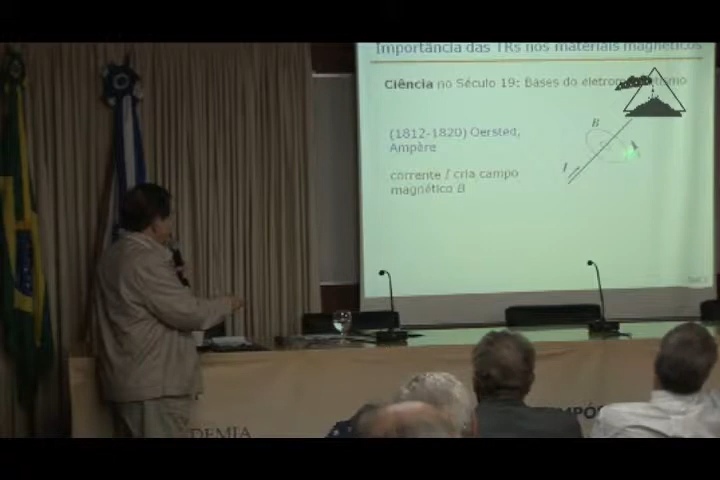 Importância das TRs nos materiais magnéticos
Ciência no Século 19: Bases do eletromagnetismo
(1812-1820) Oersted,
Ampère
B
I
corrente I cria campo
magnético B
DEMIA
MPÓS